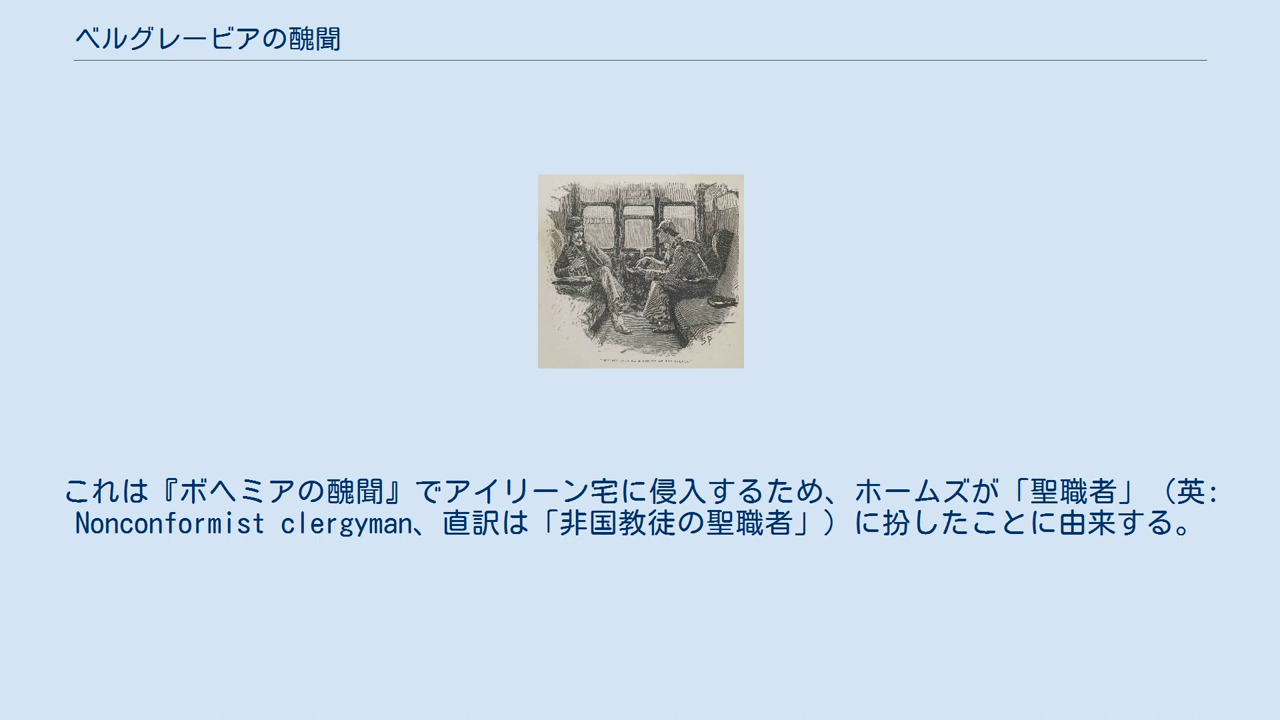 ベルグレービアの醜聞
SP
これは『ボヘミアの醜聞』でアイリーン宅に侵入するため、ホームズが「聖職者」（英:
Nonconformist clergyman、直訳は「非国教徒の聖職者」）に扮したことに由来する。